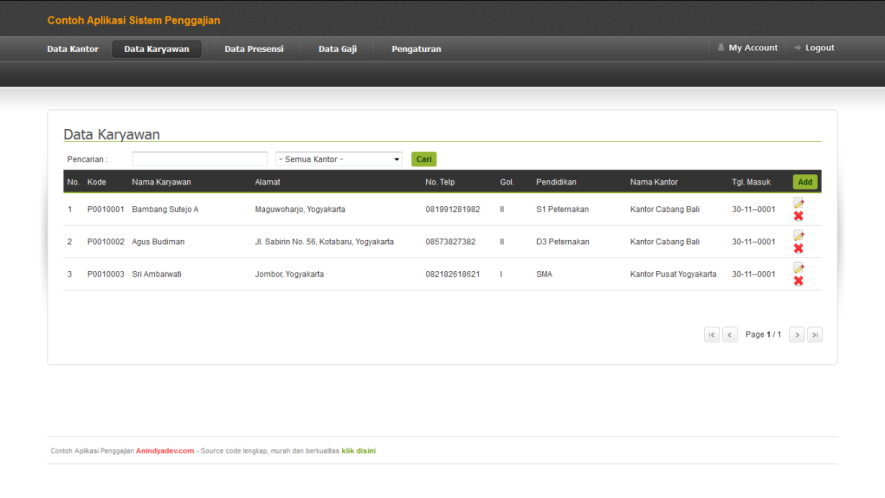 Contoh Aplikasi Sistem Penggajian
Data Kantor Data Karyawan Data Presensi Data Gaji Pengaturan My Account Logout
Data Karyawan
Pencarian : - Semua Kantor - Cari
No. Kode Nama Karyawan Alamat No. Telp Gol. Pendidikan Nama Kantor Tgl. Masuk Add
1 P0010001 Bambang Sutejo A Maguwoharjo, Yogyakarta 081991281982 II S1 Peternakan Kantor Cabang Bali 30-11--0001
2 P0010002 Agus Budiman Jl. Sabirin No. 56, Kotabaru, Yogyakarta 08573827382 II D3 Peternakan Kantor Cabang Bali 30-11--0001
3 P0010003 Sri Ambarwati Jombor, Yogyakarta 082182618621 I SMA Kantor Pusat Yogyakarta 30-11--0001
Page 1 / 1
Contoh Aplikasi Penggajian Anindyadev.com - Source code lengkap, murah dan berkualitas klik disini